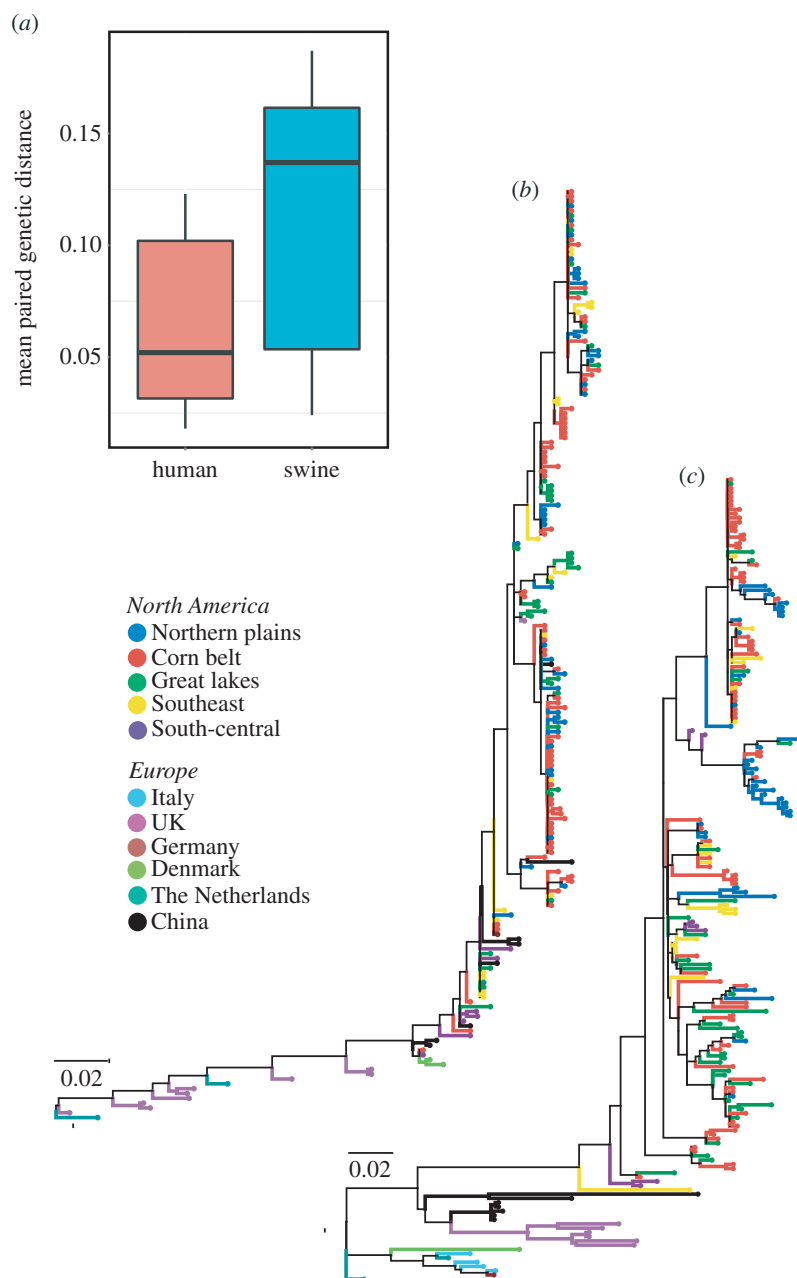 (a)
mean paired genetic distance
0.15
0.10
0.05
human swine
(b)
(c)
North America
Northern plains
Corn belt
Great lakes
Southeast
South-central
Europe
Italy
UK
Germany
Denmark
The Netherlands
China
0.02
0.02